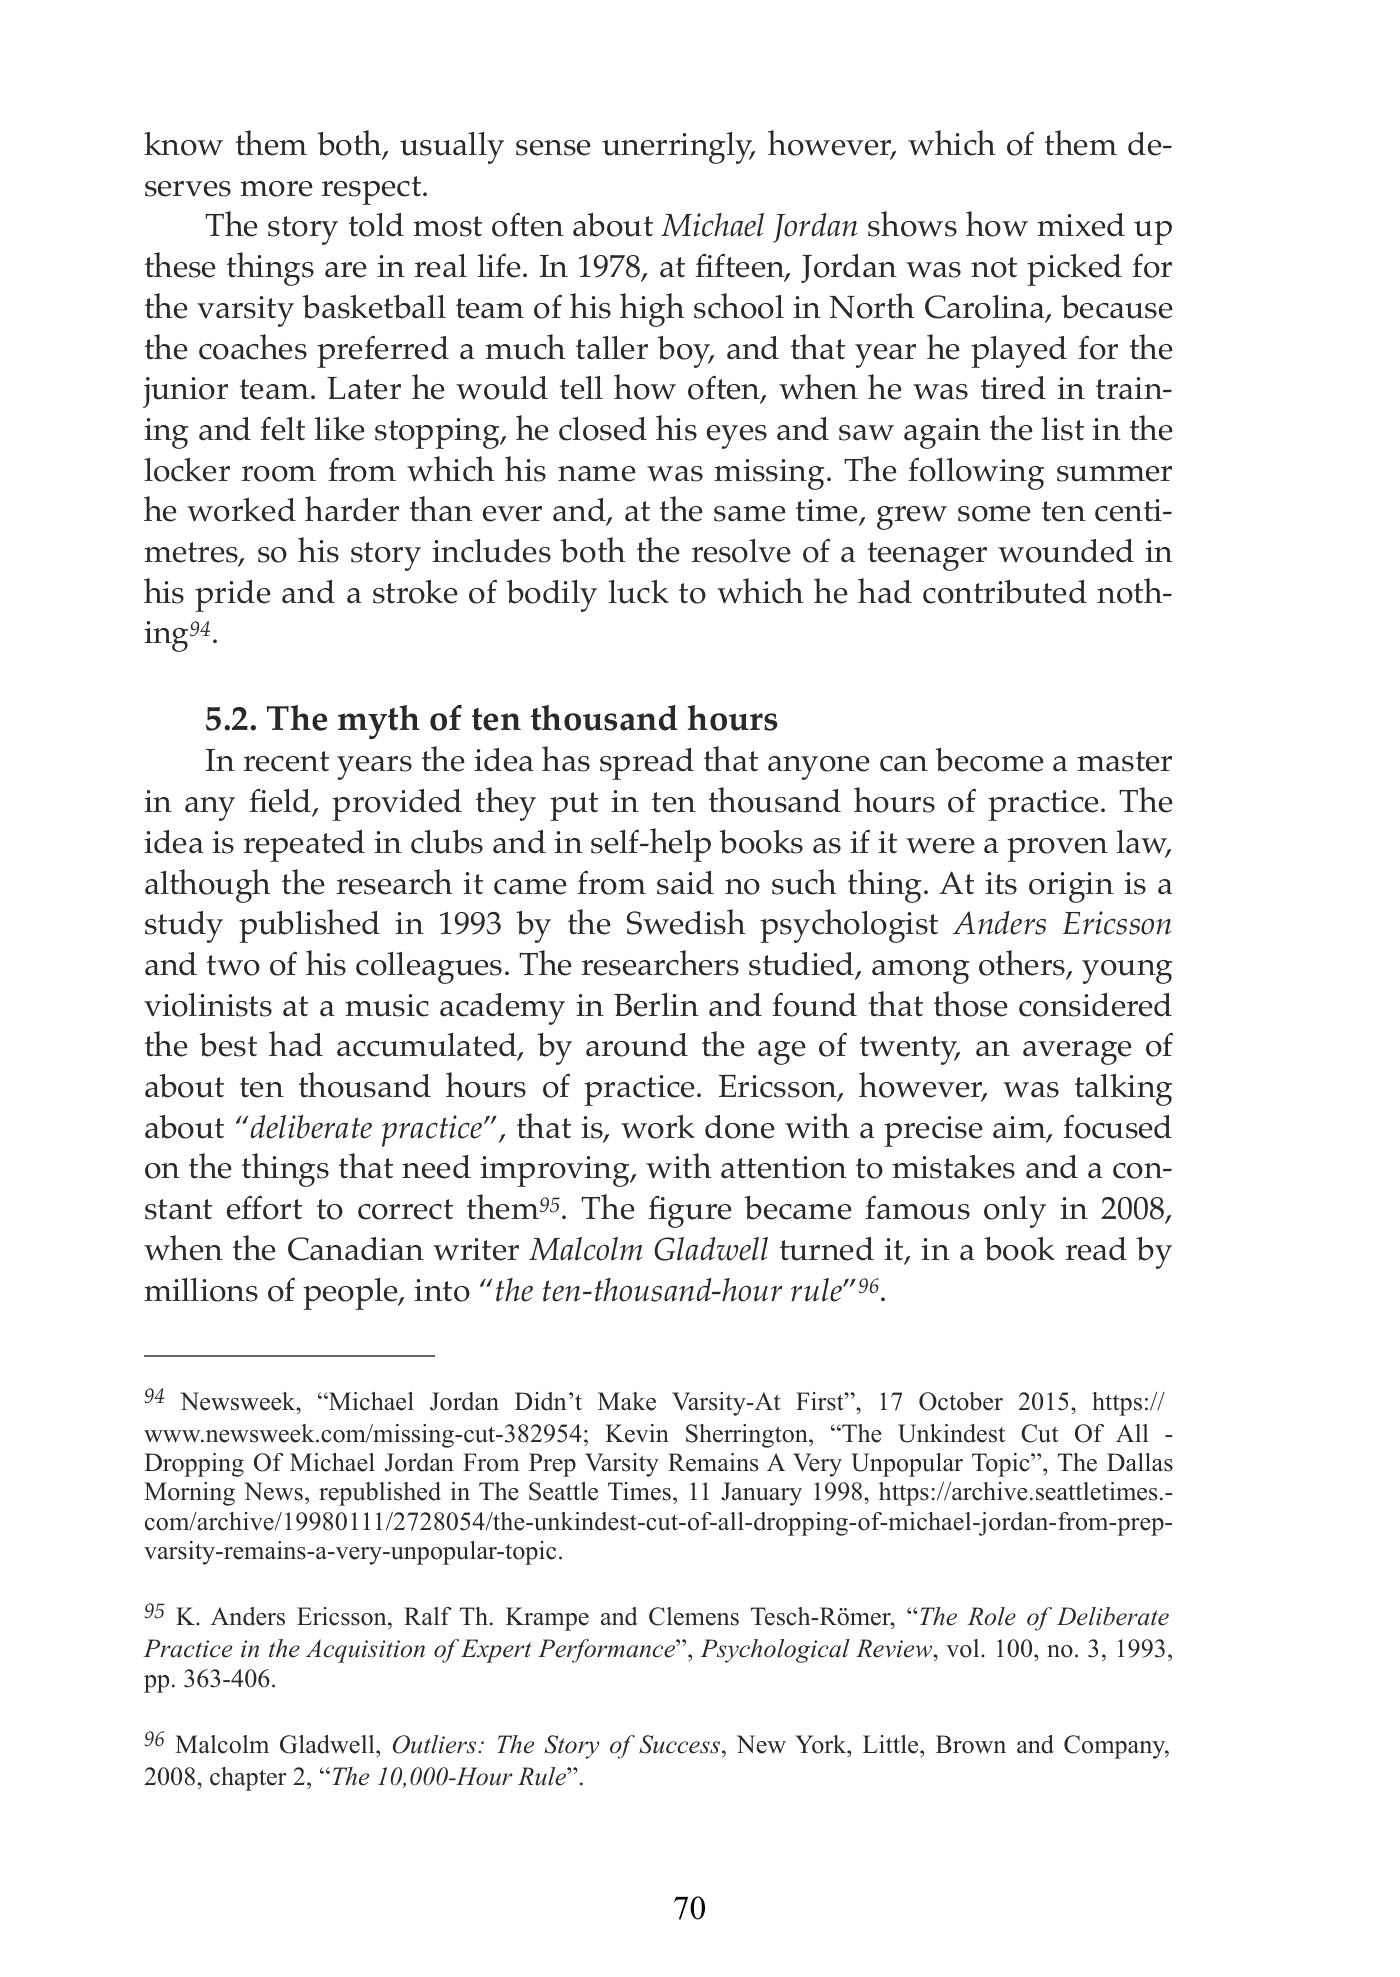 know them both, usually sense unerringly, however, which of them de-
serves more respect.
The story told most often about Michael Jordan shows how mixed up
these things are in real life. In 1978, at fifteen, Jordan was not picked for
the varsity basketball team of his high school in North Carolina, because
the coaches preferred a much taller boy, and that year he played for the
junior team. Later he would tell how often, when he was tired in train-
ing and felt like stopping, he closed his eyes and saw again the list in the
locker room from which his name was missing. The following summer
he worked harder than ever and, at the same time, grew some ten centi-
metres, so his story includes both the resolve of a teenager wounded in
his pride and a stroke of bodily luck to which he had contributed noth-
ing94.
5.2. The myth of ten thousand hours
In recent years the idea has spread that anyone can become a master
in any field, provided they put in ten thousand hours of practice. The
idea is repeated in clubs and in self-help books as if it were a proven law,
although the research it came from said no such thing. At its origin is a
study published in 1993 by the Swedish psychologist Anders Ericsson
and two of his colleagues. The researchers studied, among others, young
violinists at a music academy in Berlin and found that those considered
the best had accumulated, by around the age of twenty, an average of
about ten thousand hours of practice. Ericsson, however, was talking
about “deliberate practice”, that is, work done with a precise aim, focused
on the things that need improving, with attention to mistakes and a con-
stant effort to correct them95. The figure became famous only in 2008,
when the Canadian writer Malcolm Gladwell turned it, in a book read by
millions of people, into “the ten-thousand-hour rule”96.
94 Newsweek, “Michael Jordan Didn’t Make Varsity-At First”, 17 October 2015, https://
www.newsweek.com/missing-cut-382954; Kevin Sherrington, “The Unkindest Cut Of All -
Dropping Of Michael Jordan From Prep Varsity Remains A Very Unpopular Topic”, The Dallas
Morning News, republished in The Seattle Times, 11 January 1998, https://archive.seattletimes.-
com/archive/19980111/2728054/the-unkindest-cut-of-all-dropping-of-michael-jordan-from-prep-
varsity-remains-a-very-unpopular-topic.
95 K. Anders Ericsson, Ralf Th. Krampe and Clemens Tesch-Römer, “The Role of Deliberate
Practice in the Acquisition of Expert Performance”, Psychological Review, vol. 100, no. 3, 1993,
pp. 363-406.
96 Malcolm Gladwell, Outliers: The Story of Success, New York, Little, Brown and Company,
2008, chapter 2, “The 10,000-Hour Rule”.
70